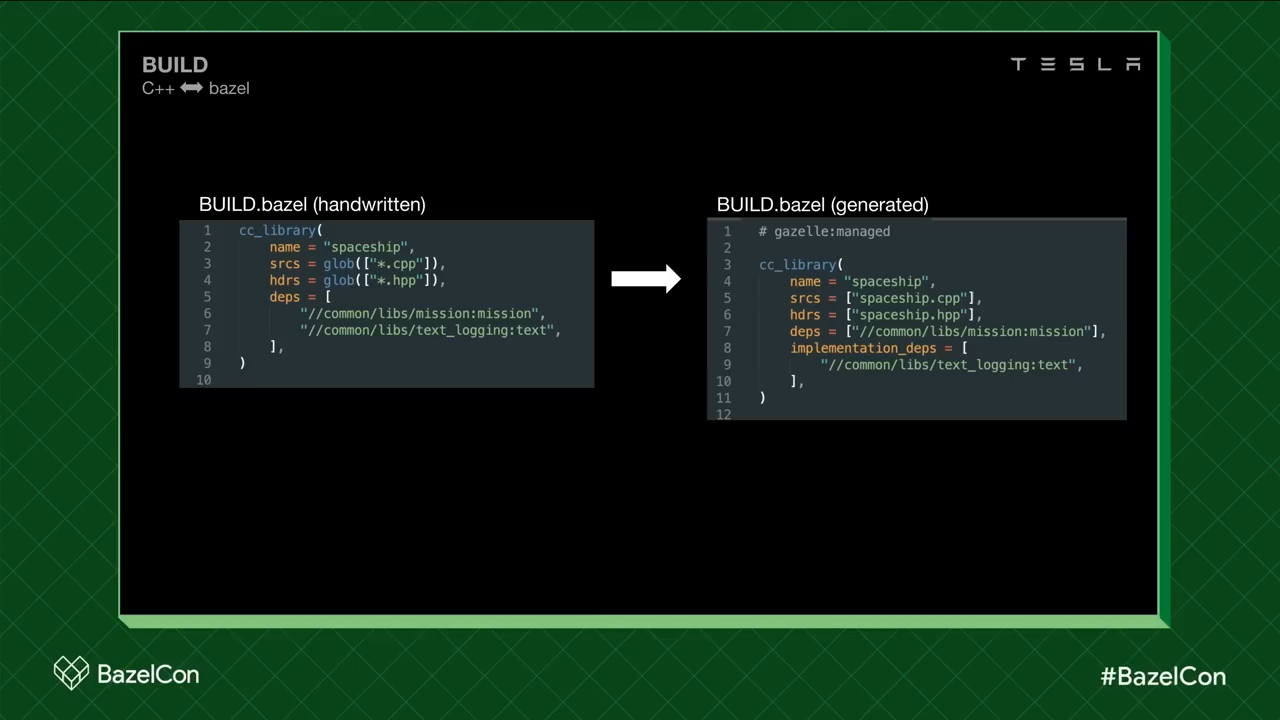 BUILD
C++ ⬌ bazel
TESLA
BUILD.bazel (handwritten)
1 cc_library(
2     name = "spaceship",
3     srcs = glob(["*.cpp"]),
4     hdrs = glob(["*.hpp"]),
5     deps = [
6         "//common/libs/mission:mission",
7         "//common/libs/text_logging:text",
8     ],
9 )
10
BUILD.bazel (generated)
1 # gazelle:managed
2
3 cc_library(
4     name = "spaceship",
5     srcs = ["spaceship.cpp"],
6     hdrs = ["spaceship.hpp"],
7     deps = ["//common/libs/mission:mission"],
8     implementation_deps = [
9         "//common/libs/text_logging:text",
10     ],
11 )
12
BazelCon
#BazelCon